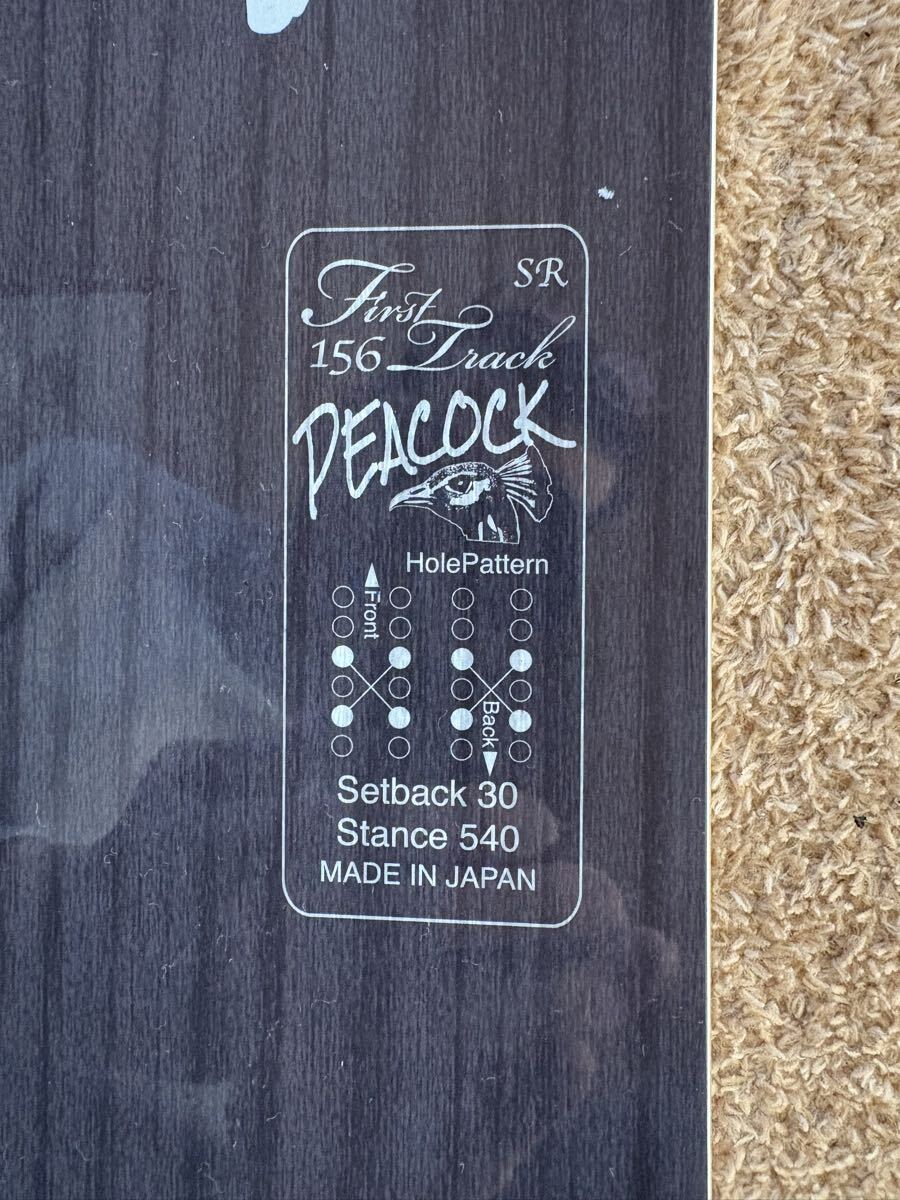 SR
First
156 Track
PEACOCK
HolePattern
Front
Back
Setback 30
Stance 540
MADE IN JAPAN